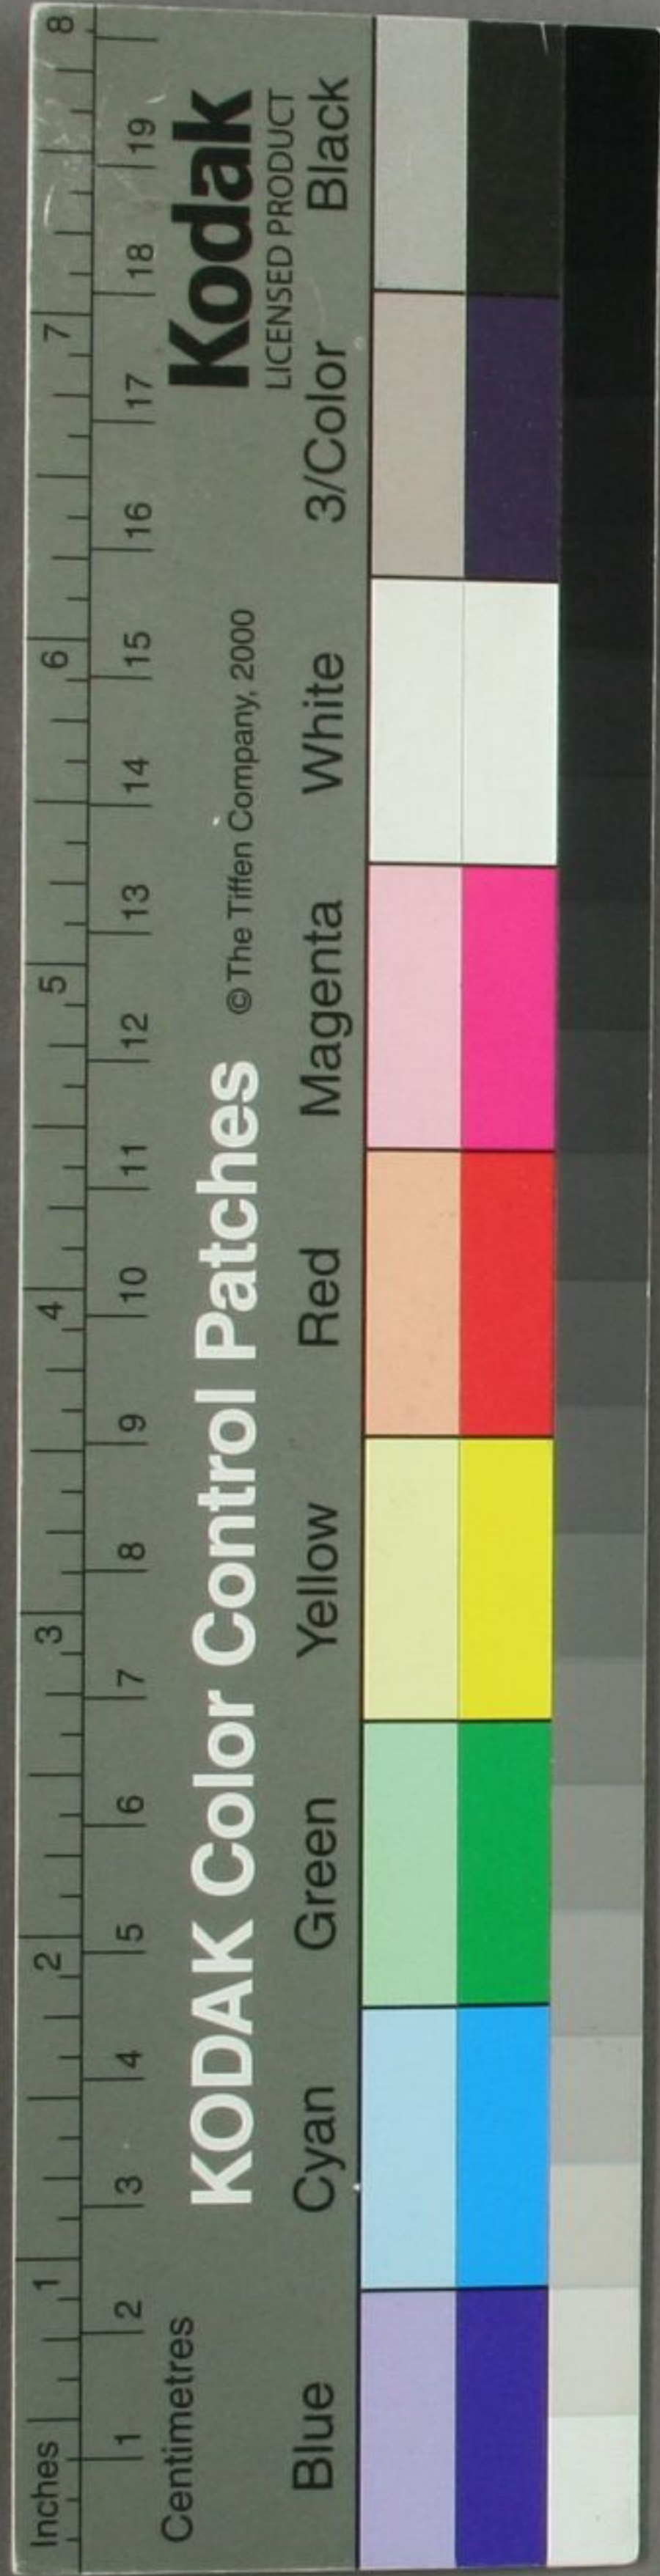 Inches 1 2 3 4 5 6 7 8
1 2 3 4 5 6 7 8 9 10 11 12 13 14 15 16 17 18 19
Centimetres
KODAK Color Control Patches © The Tiffen Company, 2000 Kodak
LICENSED PRODUCT
Blue Cyan Green Yellow Red Magenta White 3/Color Black